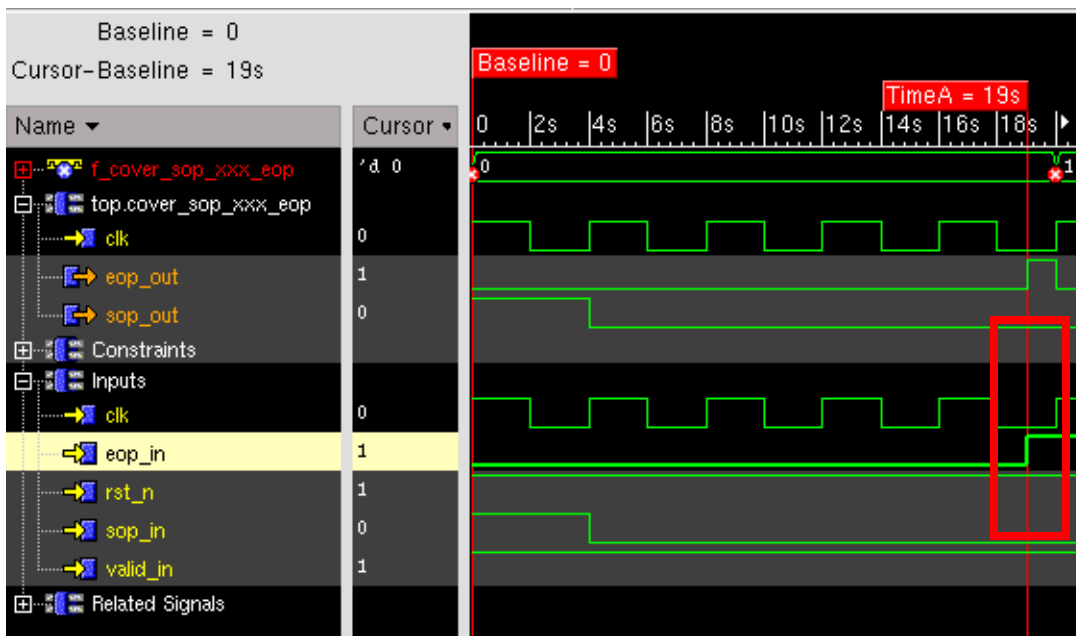 Baseline = 0
Cursor-Baseline = 19s
Baseline = 0
TimeA = 19s
Name Cursor 0 2s 4s 6s 8s 10s 12s 14s 16s 18s
f_cover_sop_xxx_eop 'd 0 0 1
top.cover_sop_xxx_eop
clk 0
eop_out 1
sop_out 0
Constraints
Inputs
clk 0
eop_in 1
rst_n 1
sop_in 0
valid_in 1
Related Signals